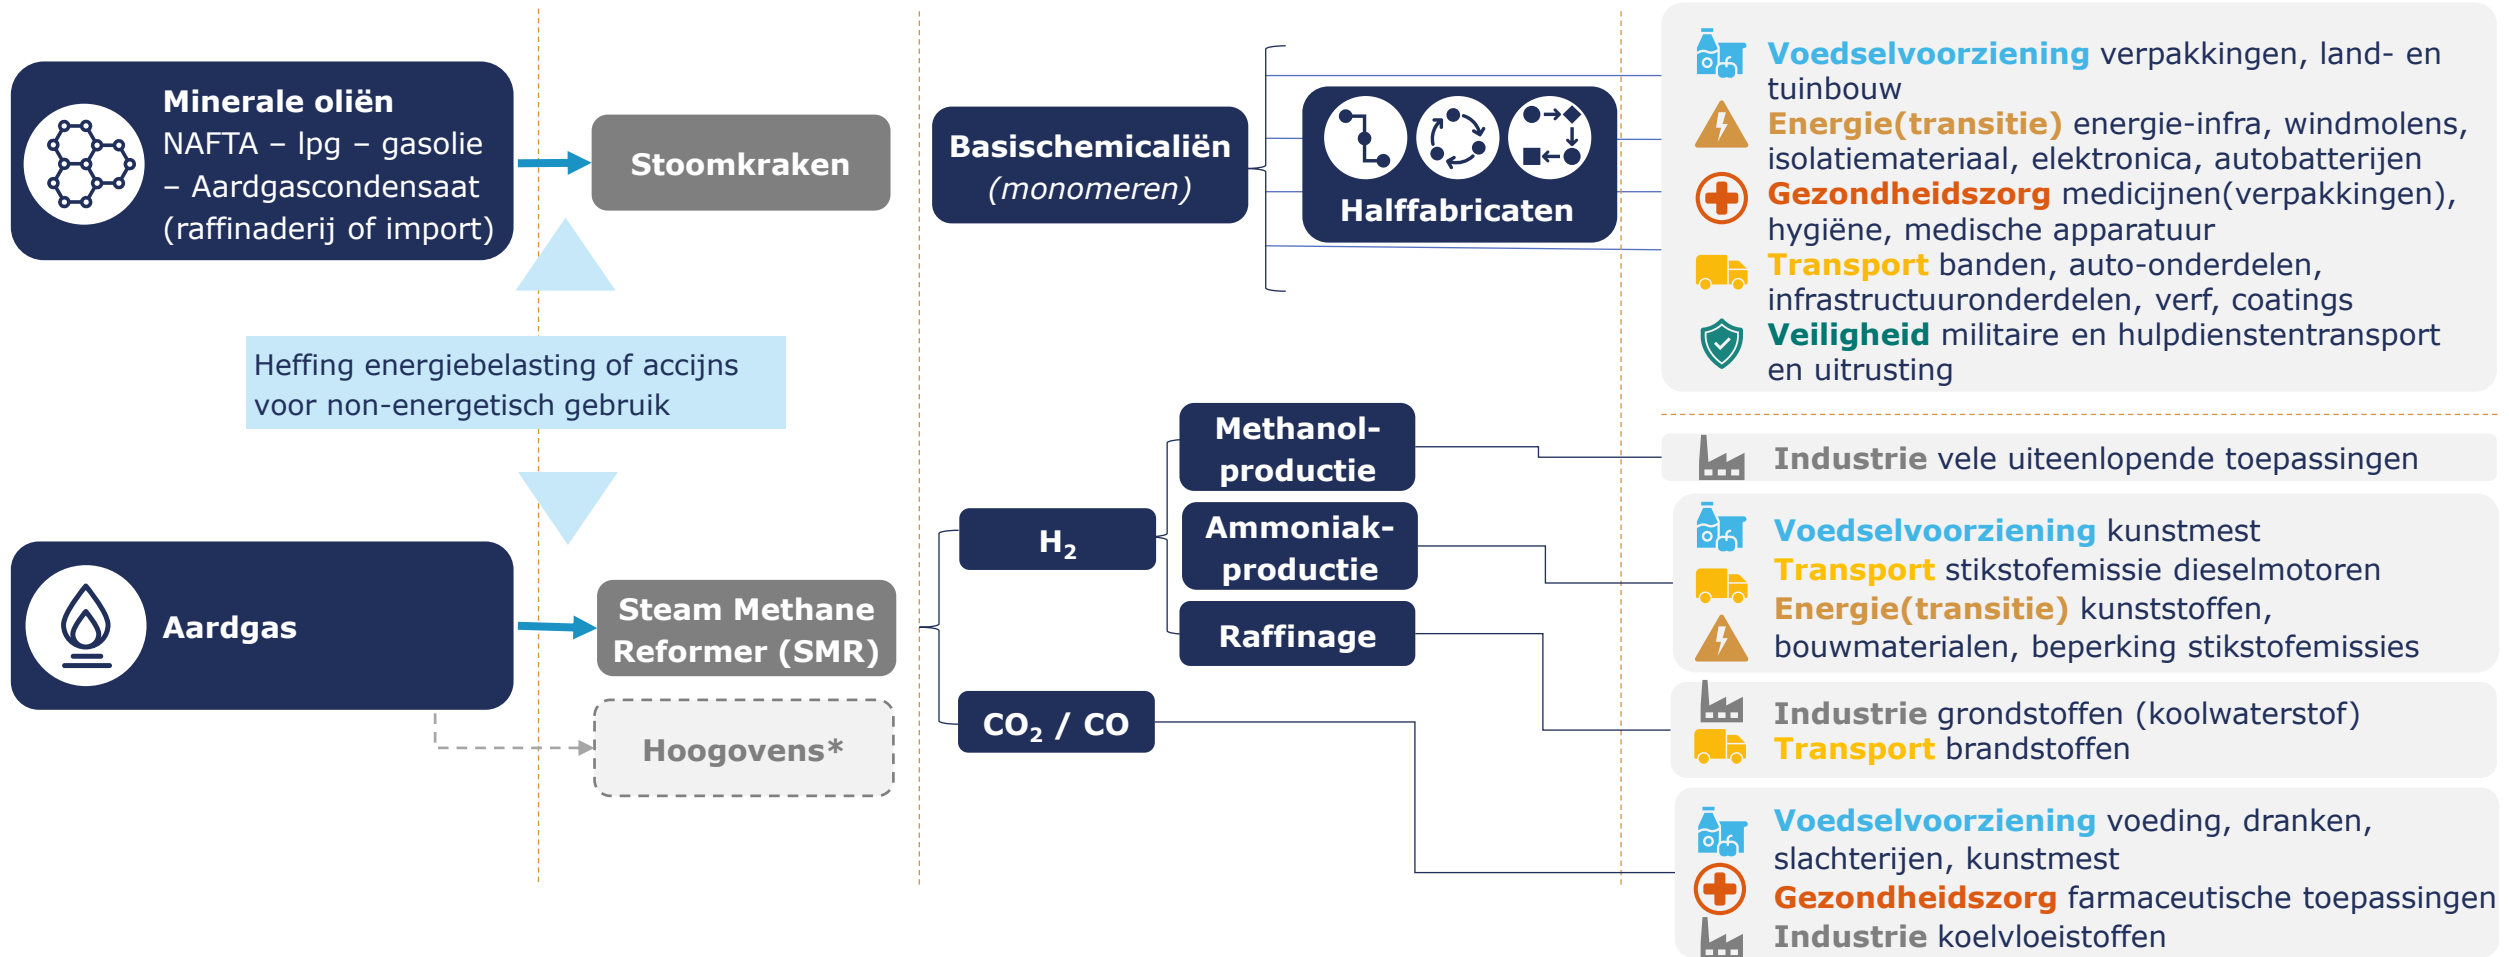 Minerale oliën
NAFTA – lpg – gasolie
– Aardgascondensaat
(raffinaderij of import)
Stoomkraken
Basischemicaliën
(monomeren)
Halffabricaten
Voedselvoorziening verpakkingen, land- en
tuinbouw
Energie(transitie) energie-infra, windmolens,
isolatiemateriaal, elektronica, autobatterijen
Gezondheidszorg medicijnen(verpakkingen),
hygiëne, medische apparatuur
Transport banden, auto-onderdelen,
infrastructuuronderdelen, verf, coatings
Veiligheid militaire en hulpdienstentransport
en uitrusting
Heffing energiebelasting of accijns
voor non-energetisch gebruik
Aardgas
Steam Methane
Reformer (SMR)
Hoogovens*
H₂
CO₂ / CO
Methanol-
productie
Ammoniak-
productie
Raffinage
Industrie vele uiteenlopende toepassingen
Voedselvoorziening kunstmest
Transport stikstofemissie dieselmotoren
Energie(transitie) kunststoffen,
bouwmaterialen, beperking stikstofemissies
Industrie grondstoffen (koolwaterstof)
Transport brandstoffen
Voedselvoorziening voeding, dranken,
slachterijen, kunstmest
Gezondheidszorg farmaceutische toepassingen
Industrie koelvloeistoffen